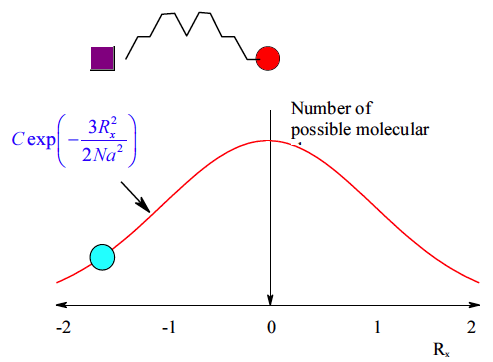 Number of
possible molecular
C exp(-3R_x^2/2Na^2)
-2 -1 0 1 2
R_x